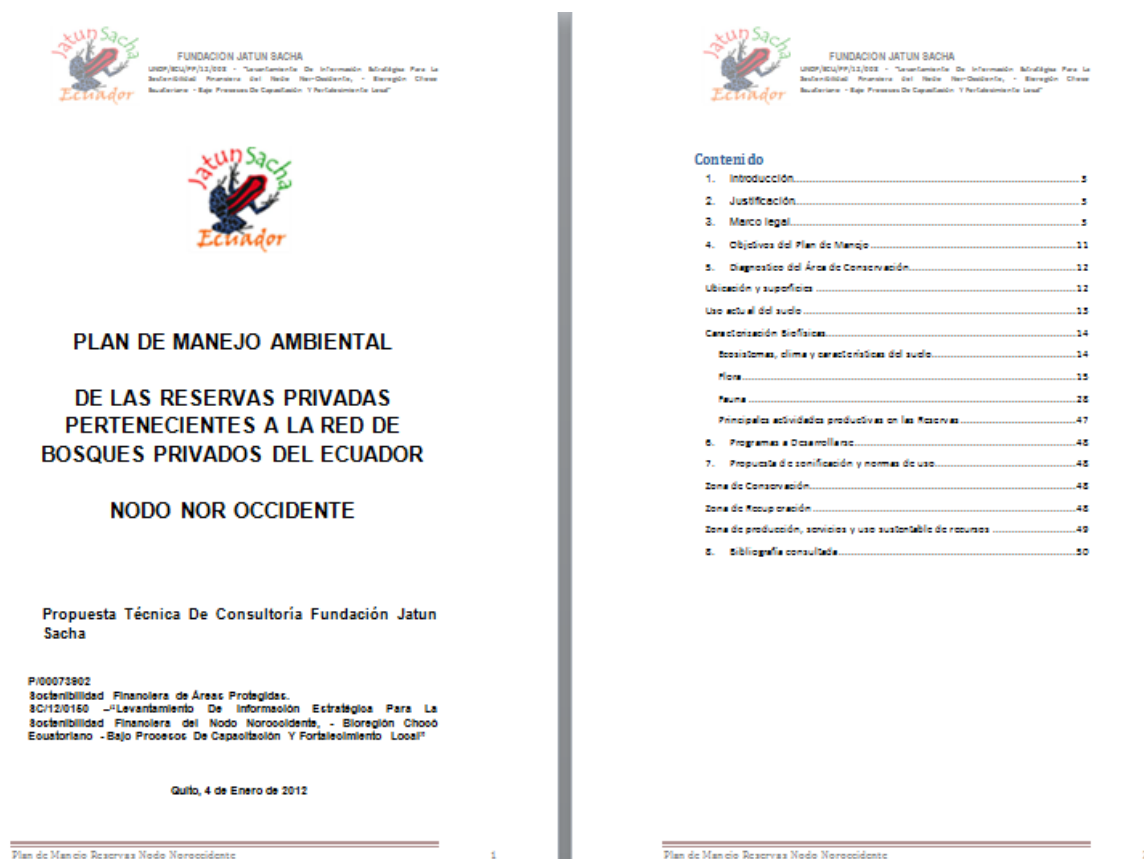 Jatun Sacha
Ecuador
FUNDACION JATUN SACHA
UNDP/ECU/PP/12/008 - "Levantamiento De Información Estratégica Para La
Sostenibilidad Financiera del Nodo Nor-Occidente, - Bioregión Choco
Ecuatoriano - Bajo Procesos De Capacitación Y Fortalecimiento Local"
Jatun Sacha
Ecuador
PLAN DE MANEJO AMBIENTAL
DE LAS RESERVAS PRIVADAS
PERTENECIENTES A LA RED DE
BOSQUES PRIVADOS DEL ECUADOR
NODO NOR OCCIDENTE
Propuesta Técnica De Consultoría Fundación Jatun
Sacha
P/00073902
Sostenibilidad Financiera de Áreas Protegidas.
SC/12/0150 –"Levantamiento De Información Estratégica Para La
Sostenibilidad Financiera del Nodo Noroccidente, - Bioregión Chocó
Ecuatoriano - Bajo Procesos De Capacitación Y Fortalecimiento Local"
Quito, 4 de Enero de 2012
Plan de Manejo Reservas Nodo Noroccidente 1
Jatun Sacha
Ecuador
FUNDACION JATUN SACHA
UNDP/ECU/PP/12/008 - "Levantamiento De Información Estratégica Para La
Sostenibilidad Financiera del Nodo Nor-Occidente, - Bioregión Choco
Ecuatoriano - Bajo Procesos De Capacitación Y Fortalecimiento Local"
Contenido
1. Introducción 3
2. Justificación 3
3. Marco legal 3
4. Objetivos del Plan de Manejo 11
5. Diagnostico del Área de Conservación 12
Ubicación y superficies 12
Uso actual del suelo 13
Caracterización Biofísicas 14
Ecosistemas, clima y características del suelo 14
Flora 15
Fauna 28
Principales actividades productivas en las Reservas 47
6. Programas a Desarrollarse 48
7. Propuesta de zonificación y normas de uso 48
Zona de Conservación 48
Zona de Recuperación 48
Zona de producción, servicios y uso sustentable de recursos 49
8. Bibliografía consultada 50
Plan de Manejo Reservas Nodo Noroccidente